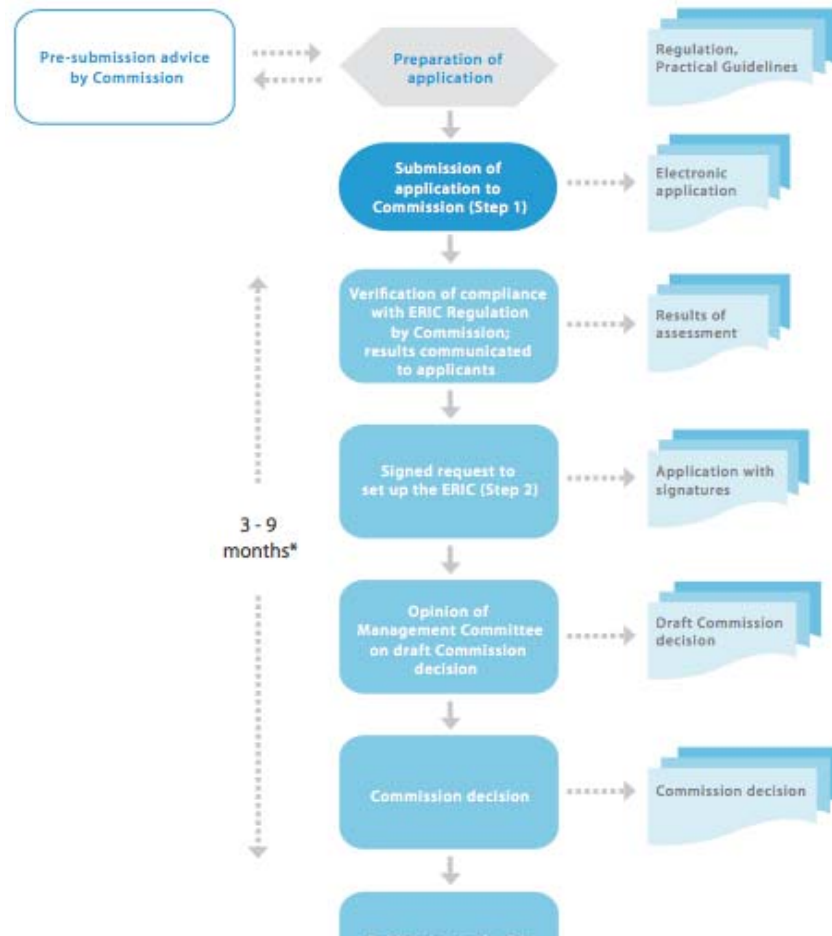 Pre-submission advice
by Commission
Preparation of
application
Regulation,
Practical Guidelines
Submission of
application to
Commission (Step 1)
Electronic
application
Verification of compliance
with ERIC Regulation
by Commission;
results communicated
to applicants
Results of
assessment
Signed request to
set up the ERIC (Step 2)
Application with
signatures
3 - 9
months*
Opinion of
Management Committee
on draft Commission
decision
Draft Commission
decision
Commission decision
Commission decision